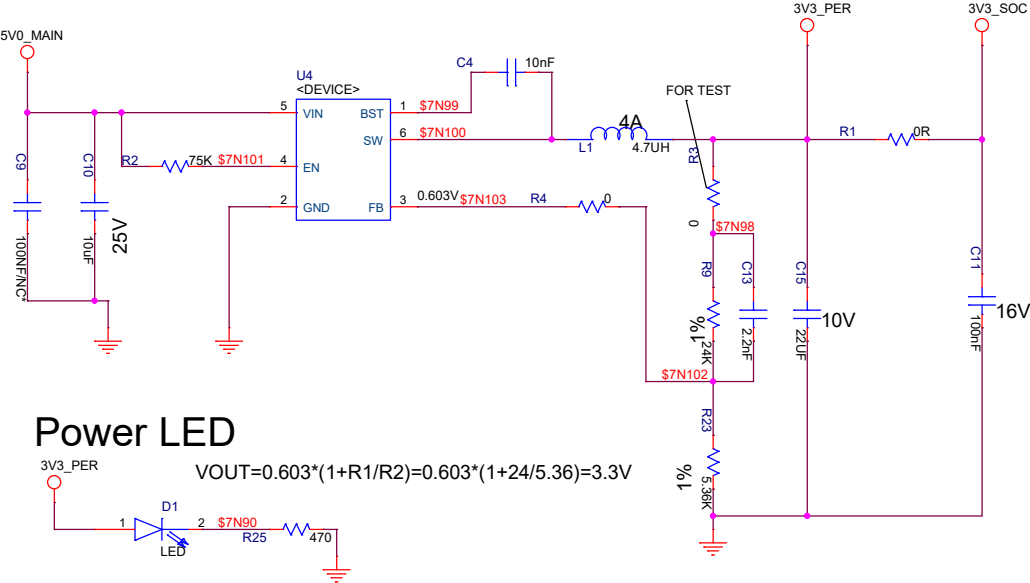 3V3_PER
3V3_SOC
5V0_MAIN
C4
10nF
U4
<DEVICE>
FOR TEST
5
VIN
BST
1
$7N99
4A
SW
6
$7N100
L1
4.7UH
R1
0R
R3
C9
C10
R2
75K
$7N101
4
EN
2
GND
FB
3
0.603V
$7N103
R4
0
0
$7N98
100NF/NC*
10uF
25V
R9
C13
C15
C11
1%
24K
2.2nF
22UF
10V
100nF
16V
$7N102
R23
1%
5.36K
Power LED
3V3_PER
VOUT=0.603*(1+R1/R2)=0.603*(1+24/5.36)=3.3V
D1
1
2
$7N90
LED
R25
470